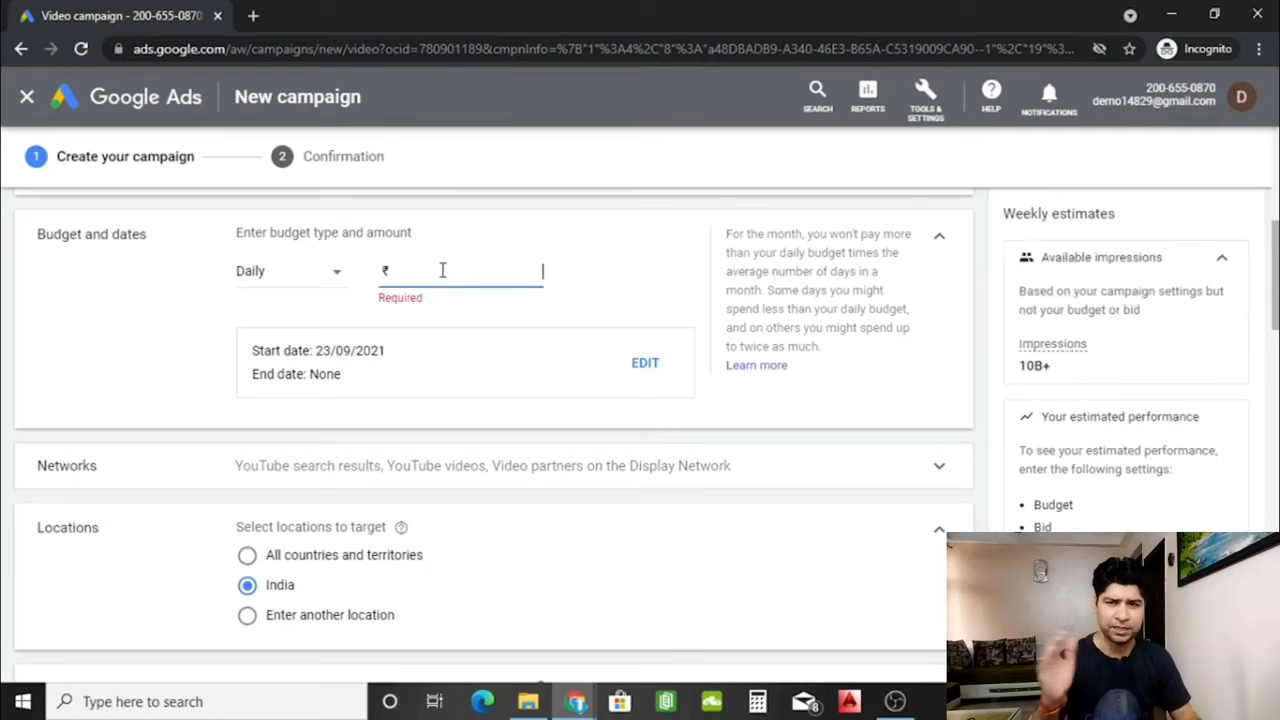 Video campaign - 200-655-0870
ads.google.com/aw/campaigns/new/video?ocid=780901189&cmpnInfo=%7B"1"%3A4%2C"8"%3A"a48DBADB9-A340-46E3-B65A-C5319009CA90--1"%2C"19"%...
Incognito
Google Ads
New campaign
SEARCH
REPORTS
TOOLS &
SETTINGS
HELP
NOTIFICATIONS
200-655-0870
demo14829@gmail.com
D
1 Create your campaign
2 Confirmation
Budget and dates
Enter budget type and amount
Daily
₹
Required
Start date: 23/09/2021
End date: None
EDIT
For the month, you won't pay more
than your daily budget times the
average number of days in a
month. Some days you might
spend less than your daily budget,
and on others you might spend up
to twice as much.
Learn more
Networks
YouTube search results, YouTube videos, Video partners on the Display Network
Locations
Select locations to target
All countries and territories
India
Enter another location
Weekly estimates
Available impressions
Based on your campaign settings but
not your budget or bid
Impressions
10B+
Your estimated performance
To see your estimated performance,
enter the following settings:
• Budget
• Bid
Type here to search
8